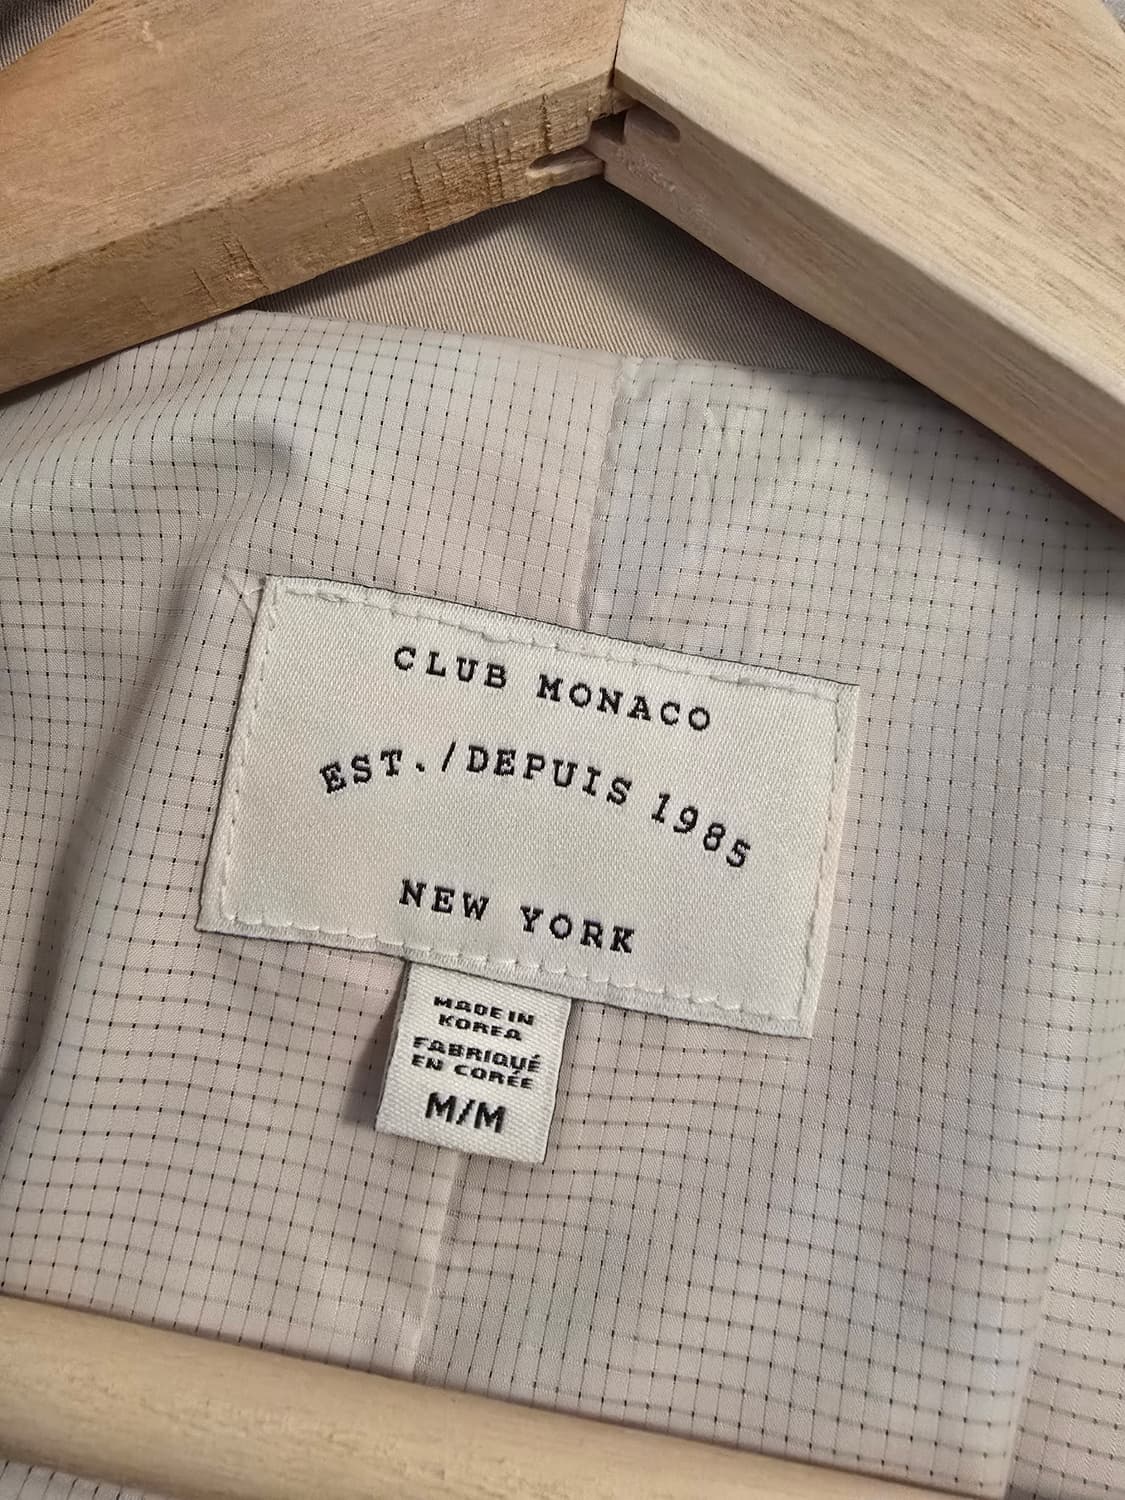 CLUB MONACO
EST./DEPUIS 1985
NEW YORK
MADE IN
KOREA
FABRIQUÉ
EN CORÉE
M/M